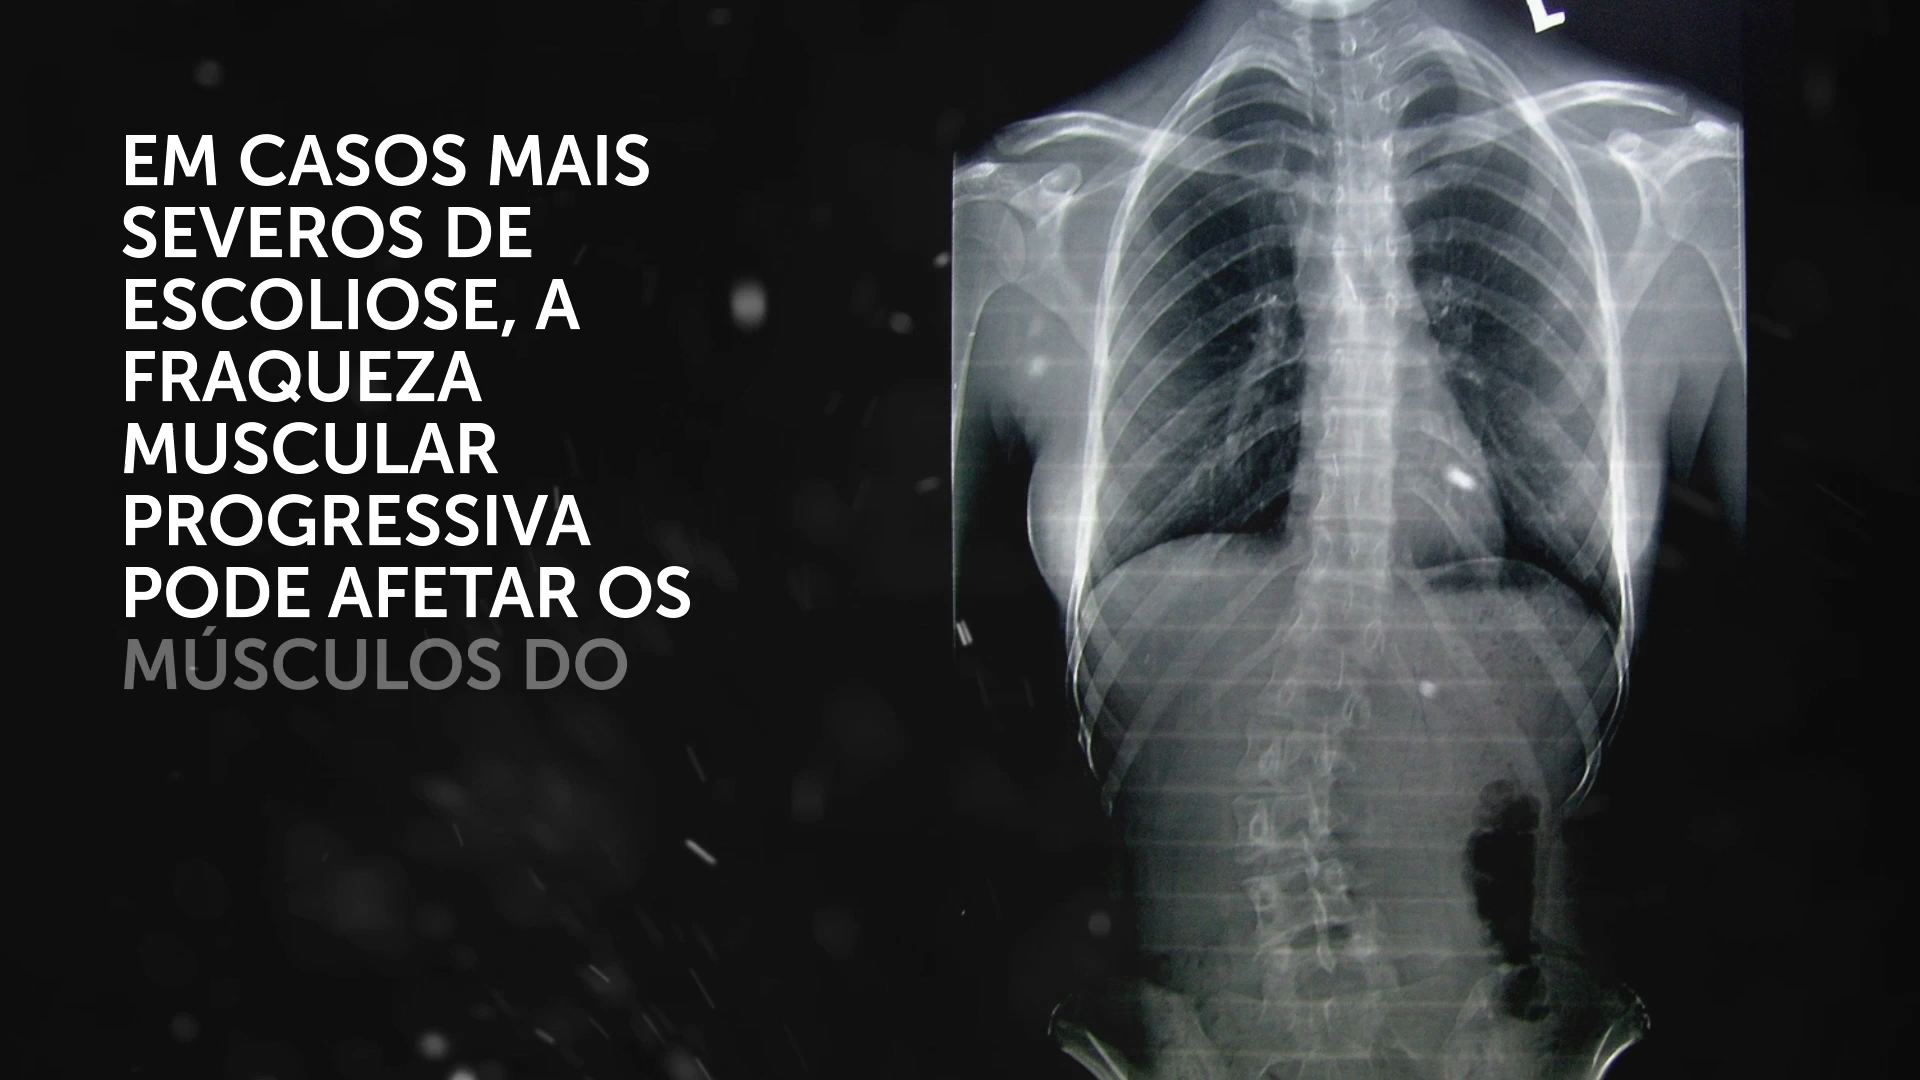 EM CASOS MAIS
SEVEROS DE
ESCOLIOSE, A
FRAQUEZA
MUSCULAR
PROGRESSIVA
PODE AFETAR OS
MÚSCULOS DO
L